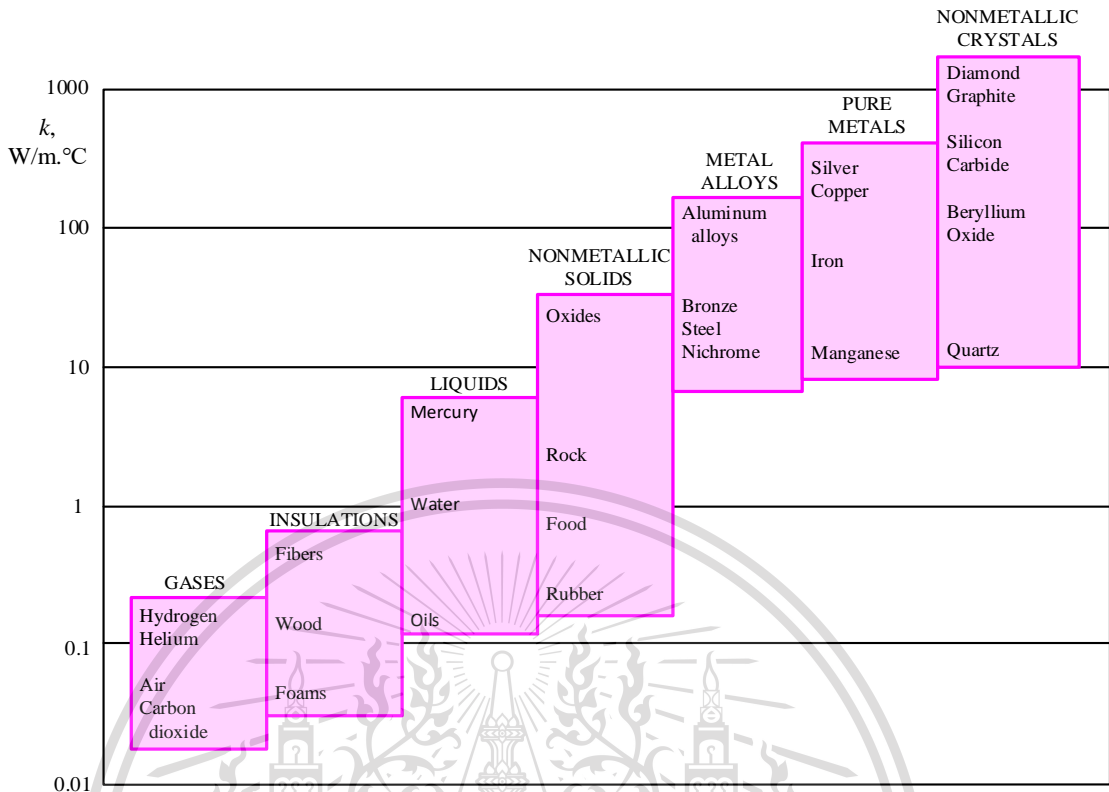 NONMETALLIC
CRYSTALS
1000
k,
W/m.°C
100
10
1
0.1
0.01
GASES
Hydrogen
Helium
Air
Carbon
dioxide
INSULATIONS
Fibers
Wood
Foams
LIQUIDS
Mercury
Water
Oils
NONMETALLIC
SOLIDS
Oxides
Rock
Food
Rubber
METAL
ALLOYS
Aluminum
alloys
Bronze
Steel
Nichrome
PURE
METALS
Silver
Copper
Iron
Manganese
Diamond
Graphite
Silicon
Carbide
Beryllium
Oxide
Quartz